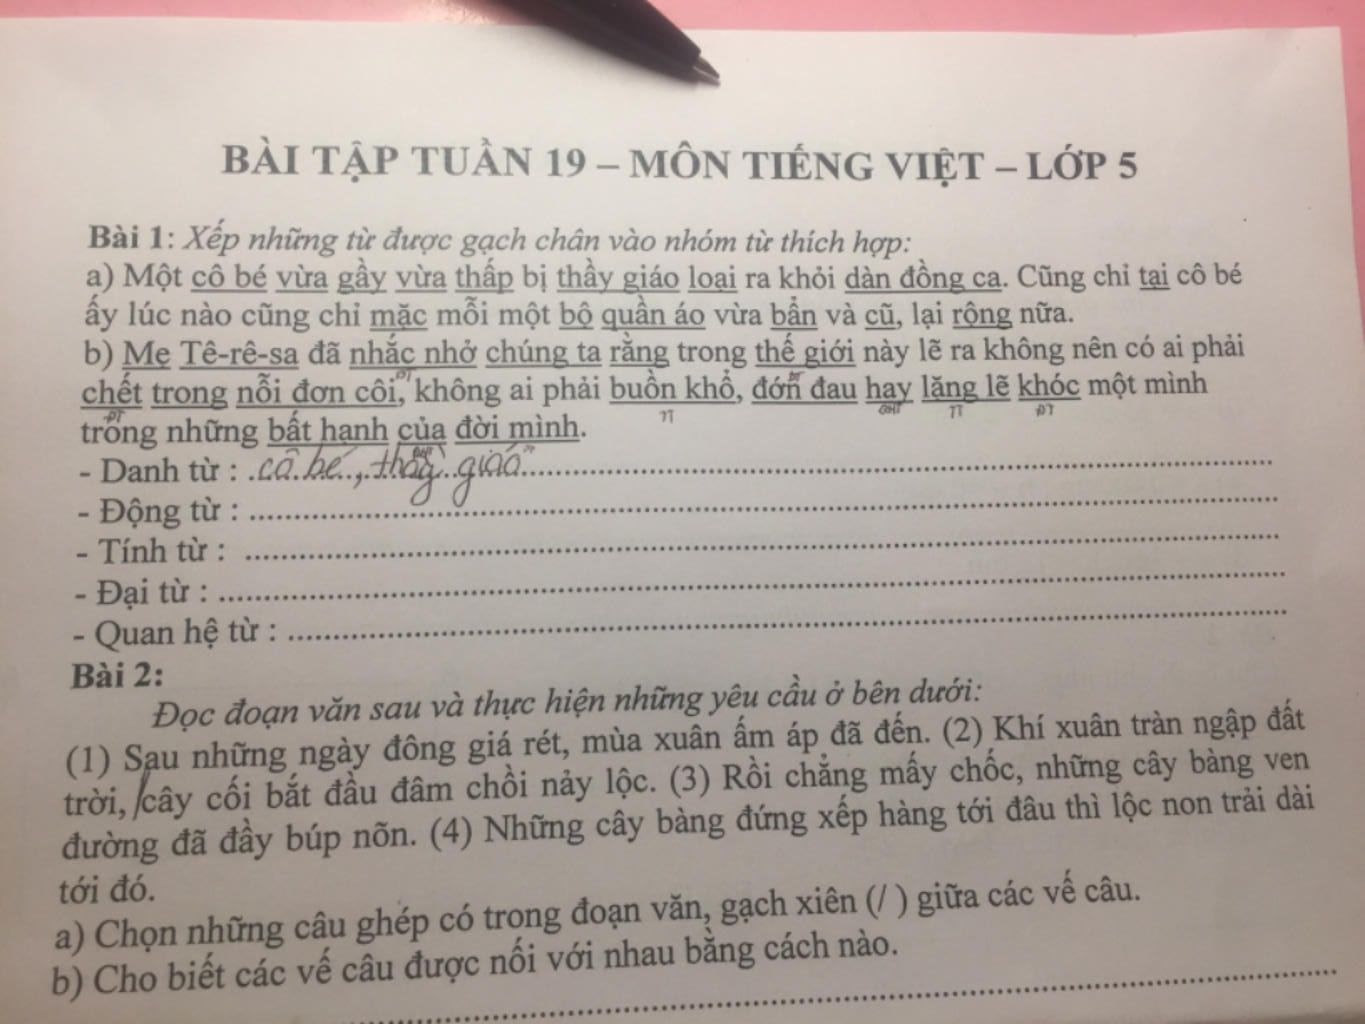 BÀI TẬP TUẦN 19 – MÔN TIẾNG VIỆT – LỚP 5
Bài 1: Xếp những từ được gạch chân vào nhóm từ thích hợp:
a) Một cô bé vừa gầy vừa thấp bị thầy giáo loại ra khỏi dàn đồng ca. Cũng chỉ tại cô bé
ấy lúc nào cũng chỉ mặc mỗi một bộ quần áo vừa bẩn và cũ, lại rộng nữa.
b) Mẹ Tê-rê-sa đã nhắc nhở chúng ta rằng trong thế giới này lẽ ra không nên có ai phải
chết trong nỗi đơn côi, không ai phải buồn khổ, đớn đau hay lặng lẽ khóc một mình
ĐT TT TT ĐT
trong những bất hạnh của đời mình.
- Danh từ : cô bé, thầy giáo
- Động từ :
- Tính từ :
- Đại từ :
- Quan hệ từ :
Bài 2:
Đọc đoạn văn sau và thực hiện những yêu cầu ở bên dưới:
(1) Sau những ngày đông giá rét, mùa xuân ấm áp đã đến. (2) Khí xuân tràn ngập đất
trời, /cây cối bắt đầu đâm chồi nảy lộc. (3) Rồi chẳng mấy chốc, những cây bàng ven
đường đã đầy búp nõn. (4) Những cây bàng đứng xếp hàng tới đâu thì lộc non trải dài
tới đó.
a) Chọn những câu ghép có trong đoạn văn, gạch xiên (/ ) giữa các vế câu.
b) Cho biết các vế câu được nối với nhau bằng cách nào.